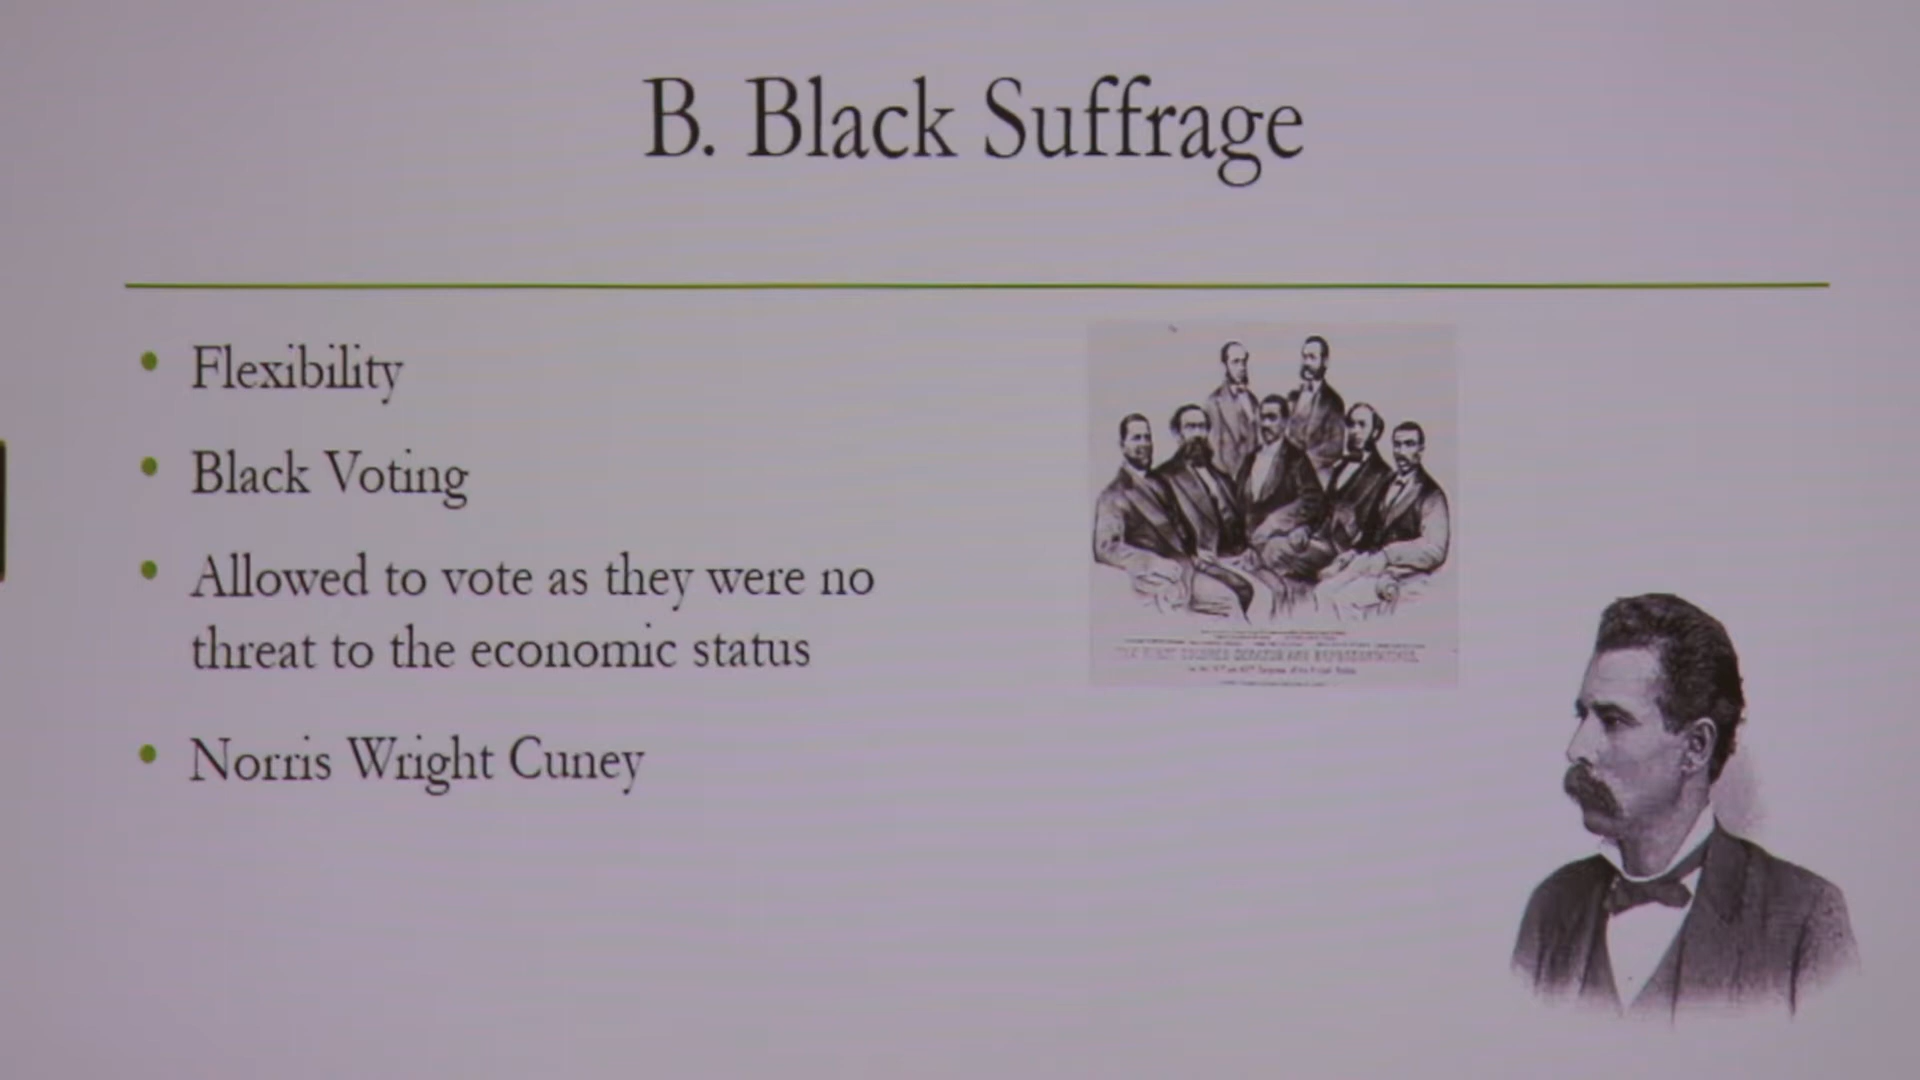 B. Black Suffrage
Flexibility
Black Voting
Allowed to vote as they were no
threat to the economic status
Norris Wright Cuney